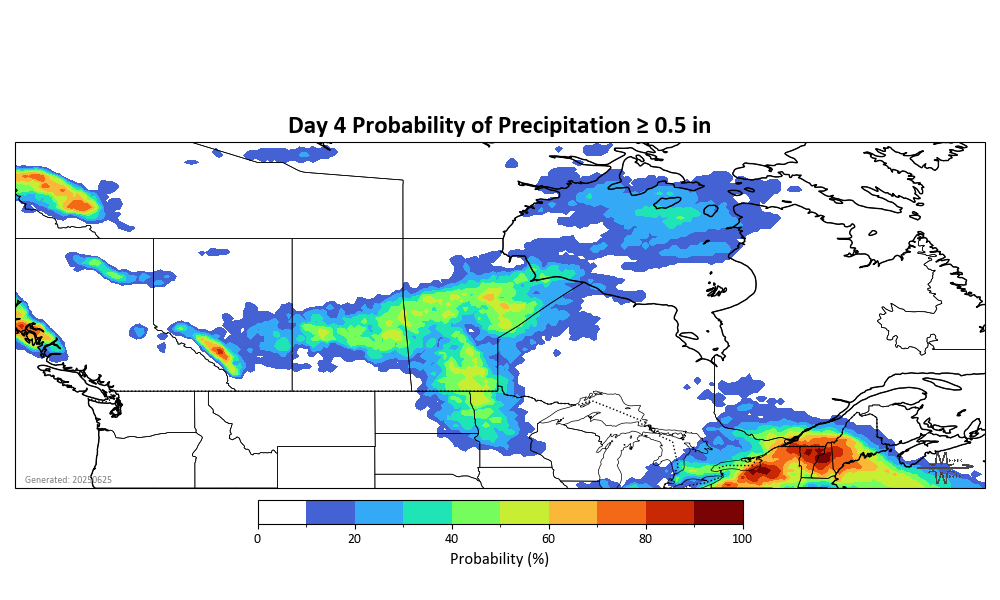 Day 4 Probability of Precipitation ≥ 0.5 in
Generated: 20250625
0 20 40 60 80 100
Probability (%)